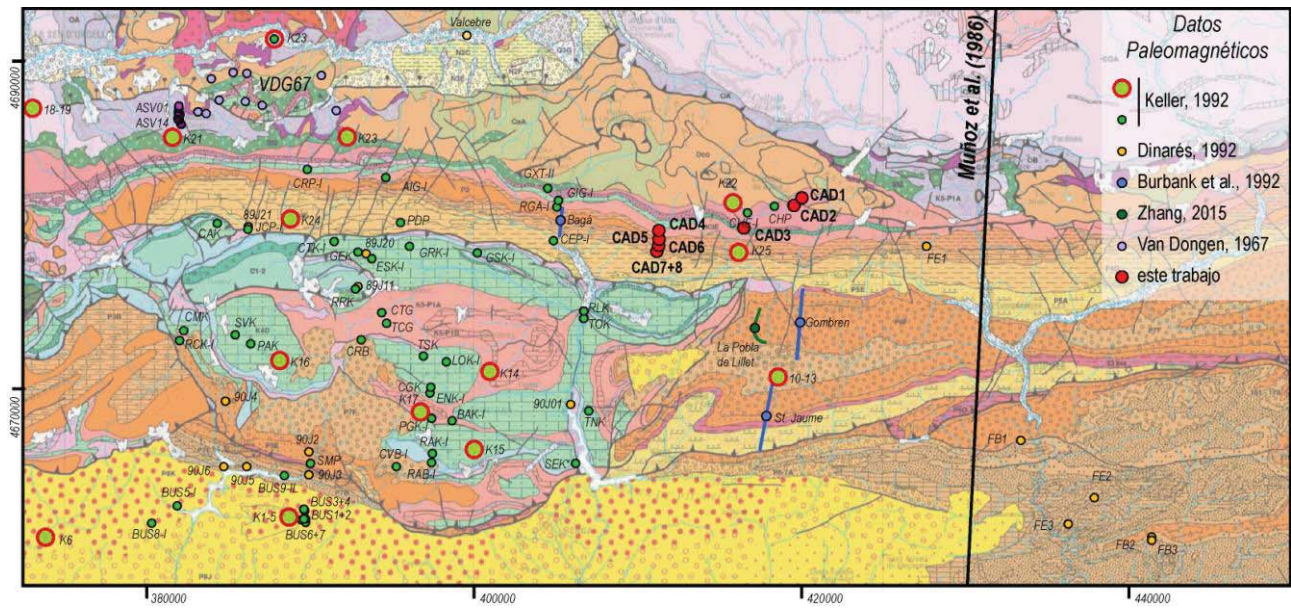 Datos
Paleomagnéticos
Keller, 1992
Dinarés, 1992
Burbank et al., 1992
Zhang, 2015
Van Dongen, 1967
este trabajo
Muñoz et al. (1986)
Valcebre
K23
VDG67
18-19
ASV01
ASV14
K21
K23
CRP-I
AIG-I
GXT-II
GIG-I
RGA-I
Bagá
CEP-I
K22
CAD1
CAD2
CHP
CAD3
CAD4
CAD5
CAD6
CAD7+8
K25
FE1
K24
89J21
JCP-I
CAK
PDP
CTK-I
89J20
GEK
ESK-I
GRK-I
GSK-I
89J11
RRK
CTG
TCG
CMK
SVK
RCK-I
PAK
K16
CRB
TSK
LOK-I
K14
RLK
TOK
La Pobla
de Lillet
Gombren
10-13
St. Jaume
CGK
ENK-I
K17
PGK-I
BAK-I
90J01
TNK
K15
RAK-I
RAB-I
CVB-I
SEK*
90J4
90J2
SMP
90J3
90J6
90J5
BUS9-II
BUS5-I
BUS8-I
BUS3+4
BUS1+2
BUS6+7
K1-5
K6
FB1
FE2
FE3
FB2
FB3
4690000
4670000
380000
400000
420000
440000